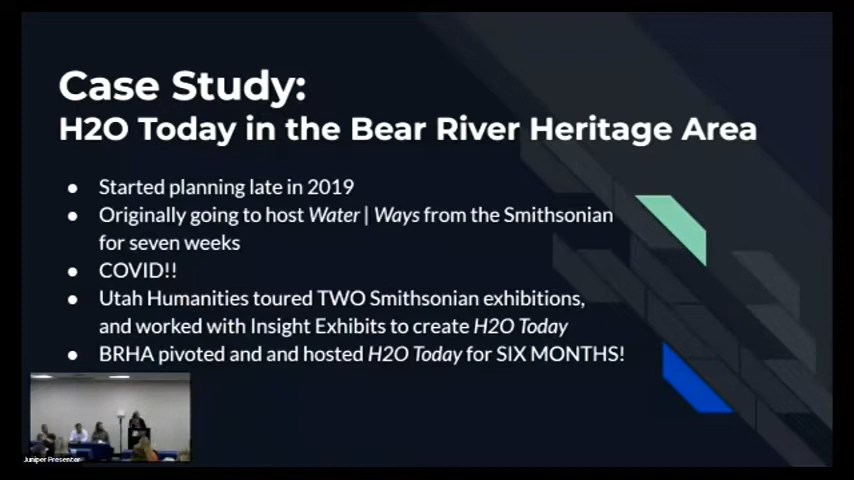 Case Study:
H2O Today in the Bear River Heritage Area
● Started planning late in 2019
● Originally going to host Water | Ways from the Smithsonian
for seven weeks
● COVID!!
● Utah Humanities toured TWO Smithsonian exhibitions,
and worked with Insight Exhibits to create H2O Today
● BRHA pivoted and and hosted H2O Today for SIX MONTHS!
Juniper Presenter